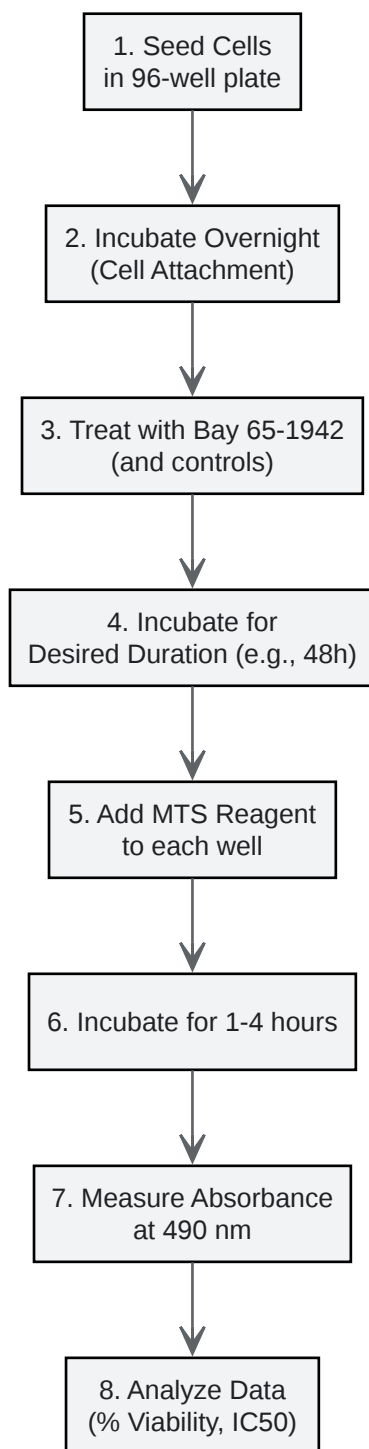 1. Seed Cells
in 96-well plate
2. Incubate Overnight
(Cell Attachment)
3. Treat with Bay 65-1942
(and controls)
4. Incubate for
Desired Duration (e.g., 48h)
5. Add MTS Reagent
to each well
6. Incubate for 1-4 hours
7. Measure Absorbance
at 490 nm
8. Analyze Data
(% Viability, IC50)